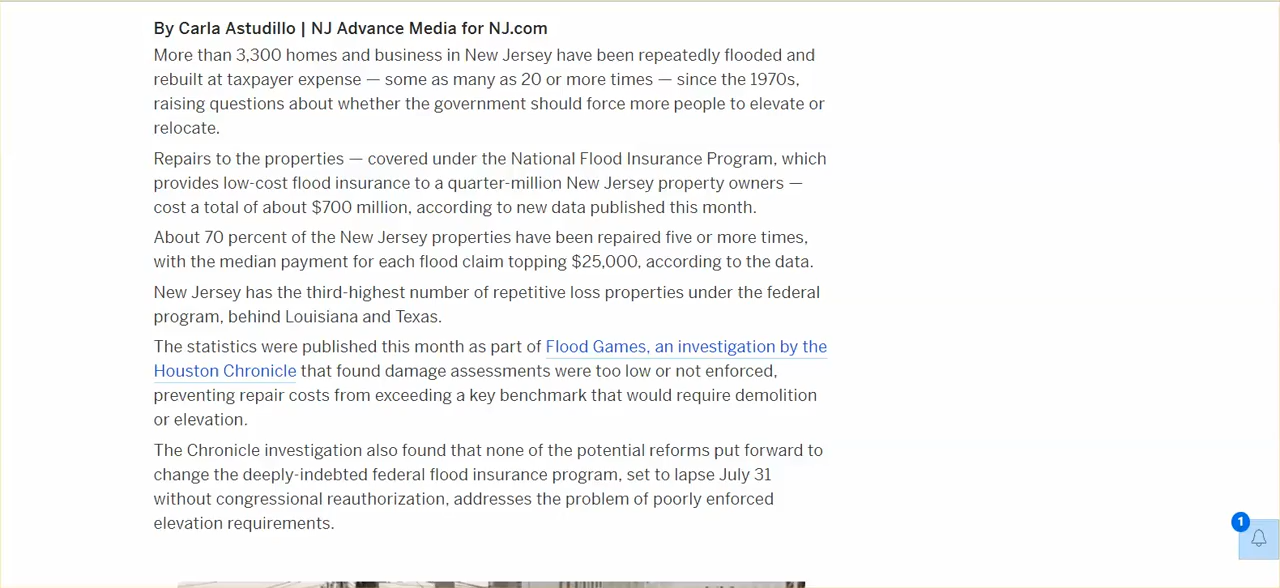 By Carla Astudillo | NJ Advance Media for NJ.com
More than 3,300 homes and business in New Jersey have been repeatedly flooded and
rebuilt at taxpayer expense — some as many as 20 or more times — since the 1970s,
raising questions about whether the government should force more people to elevate or
relocate.
Repairs to the properties — covered under the National Flood Insurance Program, which
provides low-cost flood insurance to a quarter-million New Jersey property owners —
cost a total of about $700 million, according to new data published this month.
About 70 percent of the New Jersey properties have been repaired five or more times,
with the median payment for each flood claim topping $25,000, according to the data.
New Jersey has the third-highest number of repetitive loss properties under the federal
program, behind Louisiana and Texas.
The statistics were published this month as part of Flood Games, an investigation by the
Houston Chronicle that found damage assessments were too low or not enforced,
preventing repair costs from exceeding a key benchmark that would require demolition
or elevation.
The Chronicle investigation also found that none of the potential reforms put forward to
change the deeply-indebted federal flood insurance program, set to lapse July 31
without congressional reauthorization, addresses the problem of poorly enforced
elevation requirements.
1